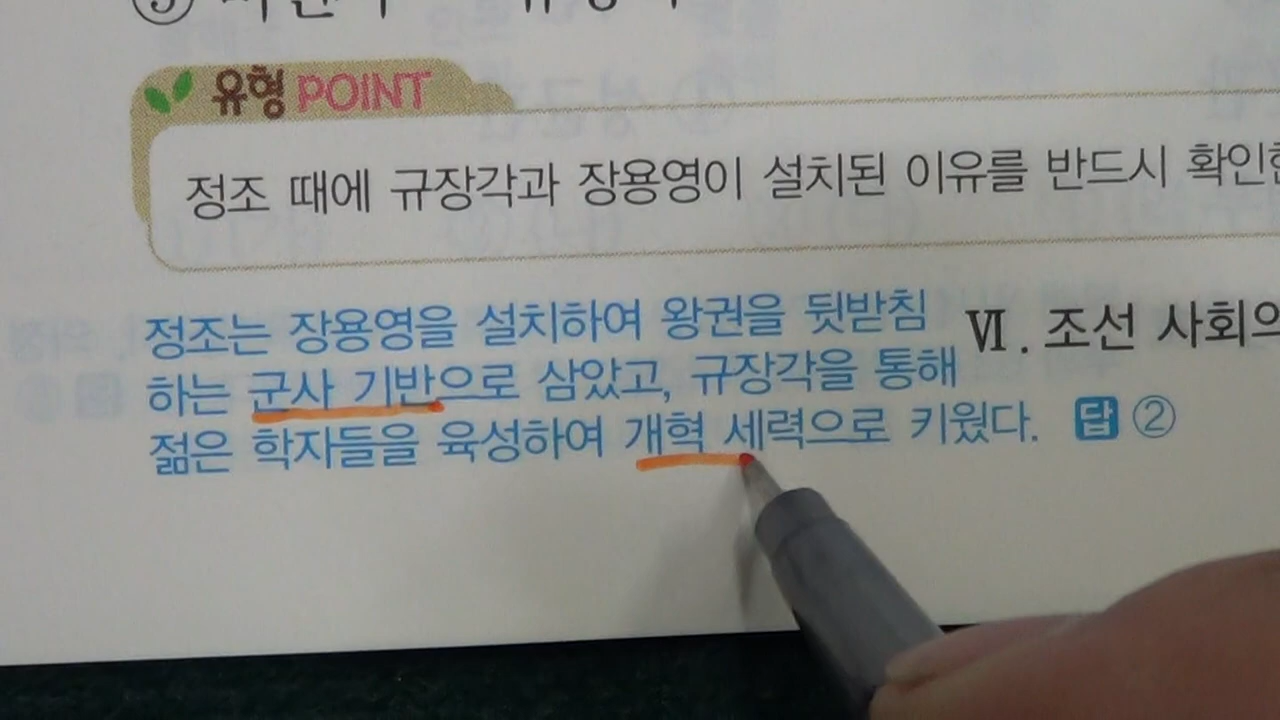 유형 POINT
정조 때에 규장각과 장용영이 설치된 이유를 반드시
정조는 장용영을 설치하여 왕권을 뒷받침
하는 군사 기반으로 삼았고, 규장각을 통해
젊은 학자들을 육성하여 개혁 세력으로 키웠다. 답 ②
Ⅵ. 조선 사회의